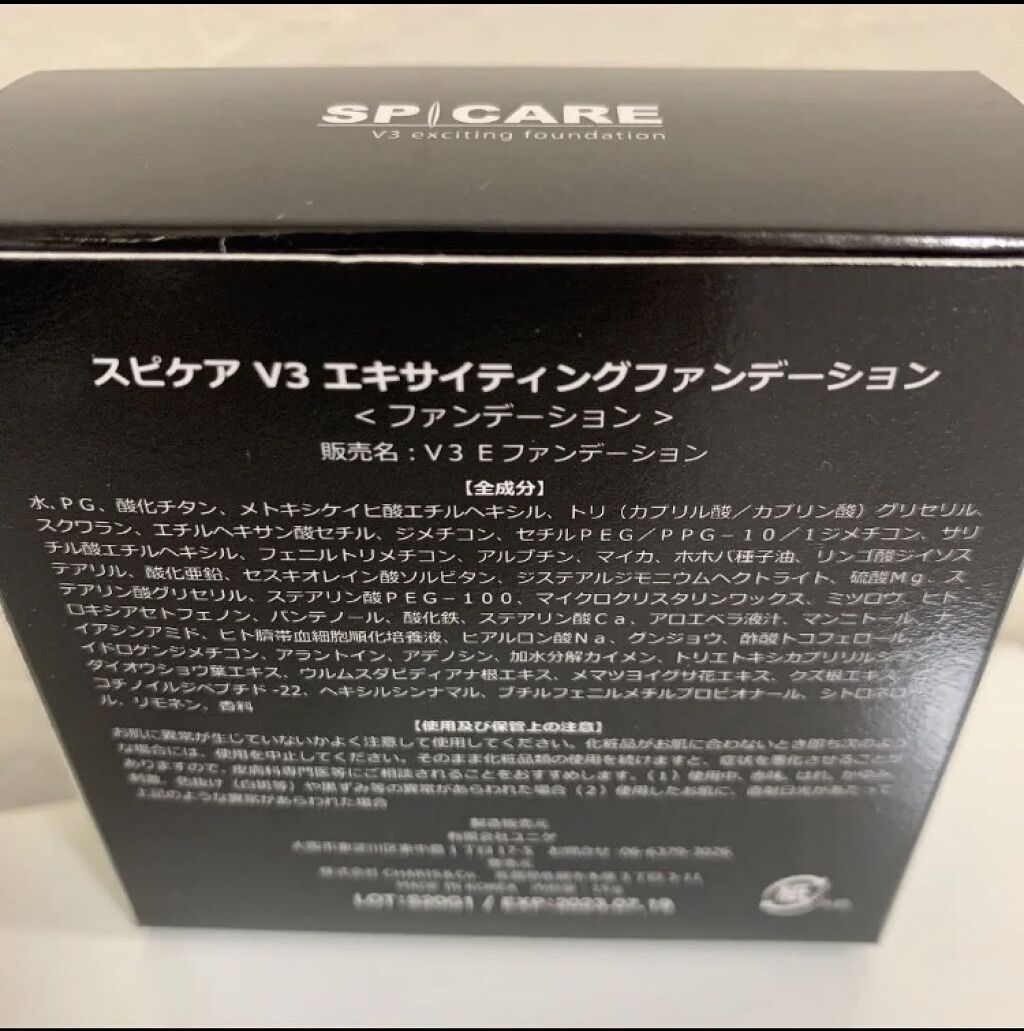 SPICARE
V3 exciting foundation
スピケア V3 エキサイティングファンデーション
<ファンデーション>
販売名:V3 Eファンデーション
【全成分】
水、PG、酸化チタン、メトキシケイヒ酸エチルヘキシル、トリ(カプリル酸/カプリン酸)グリセリル、
スクワラン、エチルヘキサン酸セチル、ジメチコン、セチルPEG/PPG-10/1ジメチコン、サリ
チル酸エチルヘキシル、フェニルトリメチコン、アルブチン、マイカ、ホホバ種子油、リンゴ酸ジイソス
テアリル、酸化亜鉛、セスキオレイン酸ソルビタン、ジステアルジモニウムヘクトライト、硫酸Mg、ス
テアリン酸グリセリル、ステアリン酸PEG-100、マイクロクリスタリンワックス、ミツロウ、ヒド
ロキシアセトフェノン、パンテノール、酸化鉄、ステアリン酸Ca、アロエベラ液汁、マンニトール、ナ
イアシンアミド、ヒト臍帯血細胞順化培養液、ヒアルロン酸Na、グンジョウ、酢酸トコフェロール、ハ
イドロゲンジメチコン、アラントイン、アデノシン、加水分解カイメン、トリエトキシカプリリルシ
ダイオウショウ葉エキス、ウルムスダビディアナ根エキス、メマツヨイグサ花エキス、クズ根エキス
コチノイルジペプチド-22、ヘキシルシンナマル、ブチルフェニルメチルプロピオナール、シトロネロ
ル、リモネン、香料
【使用及び保管上の注意】
お肌に異常が生じていないかよく注意して使用してください。化粧品がお肌に合わないとき即ち次のよう
な場合には、使用を中止してください。そのまま化粧品類の使用を続けますと、症状を悪化させることが
ありますので、皮膚科専門医等にご相談されることをおすすめします。(1)使用中、赤味、はれ、かゆみ、
刺激、色抜け(白斑等)や黒ずみ等の異常があらわれた場合(2)使用したお肌に、直射日光があたって
上記のような異常があらわれた場合
製造販売元
有限会社ユニゲ
発売元
MADE IN KOREA
LOT:S20G1 / EXP:2023.07.19